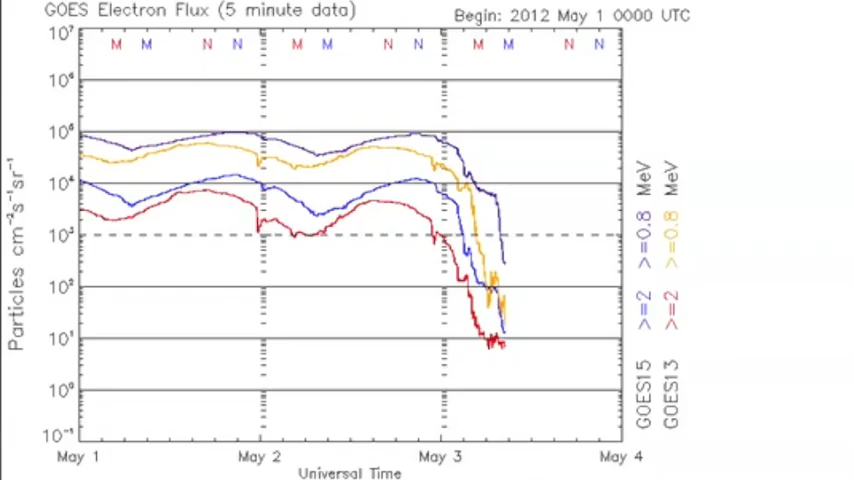 GOES Electron Flux (5 minute data)
Begin: 2012 May 1 0000 UTC
10⁷
M M N N M M N N M M N N
10⁶
10⁵
10⁴
10³
10²
10¹
10⁰
10⁻¹
Particles cm⁻²s⁻¹sr⁻¹
May 1 May 2 May 3 May 4
Universal Time
GOES15 >=2 >=0.8 MeV
GOES13 >=2 >=0.8 MeV